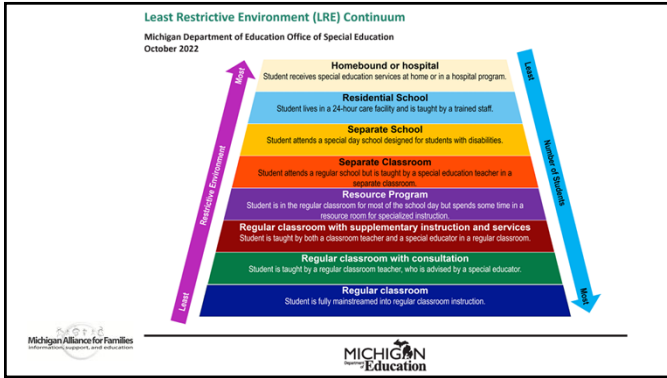 Least Restrictive Environment (LRE) Continuum
Michigan Department of Education Office of Special Education
October 2022
Most
Restrictive Environment
Least
Homebound or hospital
Student receives special education services at home or in a hospital program.
Residential School
Student lives in a 24-hour care facility and is taught by a trained staff.
Separate School
Student attends a special day school designed for students with disabilities.
Separate Classroom
Student attends a regular school but is taught by a special education teacher in a
separate classroom.
Resource Program
Student is in the regular classroom for most of the school day but spends some time in a
resource room for specialized instruction.
Regular classroom with supplementary instruction and services
Student is taught by both a classroom teacher and a special educator in a regular classroom.
Regular classroom with consultation
Student is taught by a regular classroom teacher, who is advised by a special educator.
Regular classroom
Student is fully mainstreamed into regular classroom instruction.
Least
Number of Students
Most
Michigan Alliance for Families
information, support, and education
MICHIGAN
Department of Education